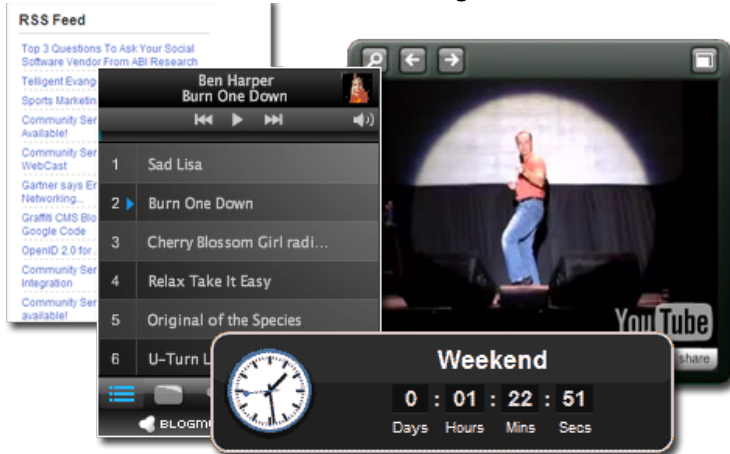 RSS Feed
Top 3 Questions To Ask Your Social
Software Vendor From ABI Research
Telligent Evang
Sports Marketin
Community Ser
Available!
Community Ser
WebCast
Gartner says Er
Networking...
Graffiti CMS Blo
Google Code
OpenID 2.0 for
Community Ser
Integration
Community Ser
available!
Ben Harper
Burn One Down
1 Sad Lisa
2 Burn One Down
3 Cherry Blossom Girl radi...
4 Relax Take It Easy
5 Original of the Species
6 U-Turn L
BLOGMU
YouTube
share
Weekend
0 : 01 : 22 : 51
Days Hours Mins Secs